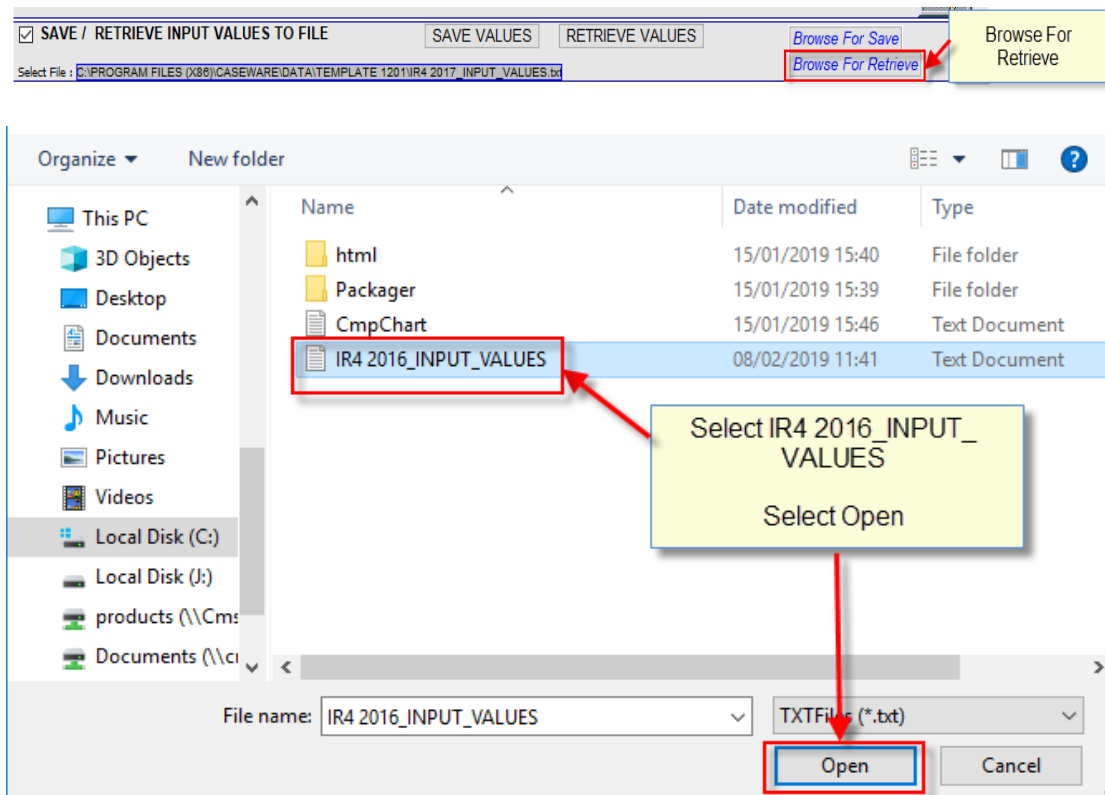 SAVE / RETRIEVE INPUT VALUES TO FILE SAVE VALUES RETRIEVE VALUES Browse For Save
Browse For
Retrieve
Select File : C:\PROGRAM FILES (X86)\CASEWARE\DATA\TEMPLATE 1201\IR4 2017_INPUT_VALUES.txt Browse For Retrieve
Organize New folder
This PC
3D Objects
Desktop
Documents
Downloads
Music
Pictures
Videos
Local Disk (C:)
Local Disk (J:)
products (\\Cms
Documents (\\cr
Name Date modified Type
html 15/01/2019 15:40 File folder
Packager 15/01/2019 15:39 File folder
CmpChart 15/01/2019 15:46 Text Document
IR4 2016_INPUT_VALUES 08/02/2019 11:41 Text Document
Select IR4 2016_INPUT_
VALUES
Select Open
File name: IR4 2016_INPUT_VALUES TXTFiles (*.txt)
Open Cancel